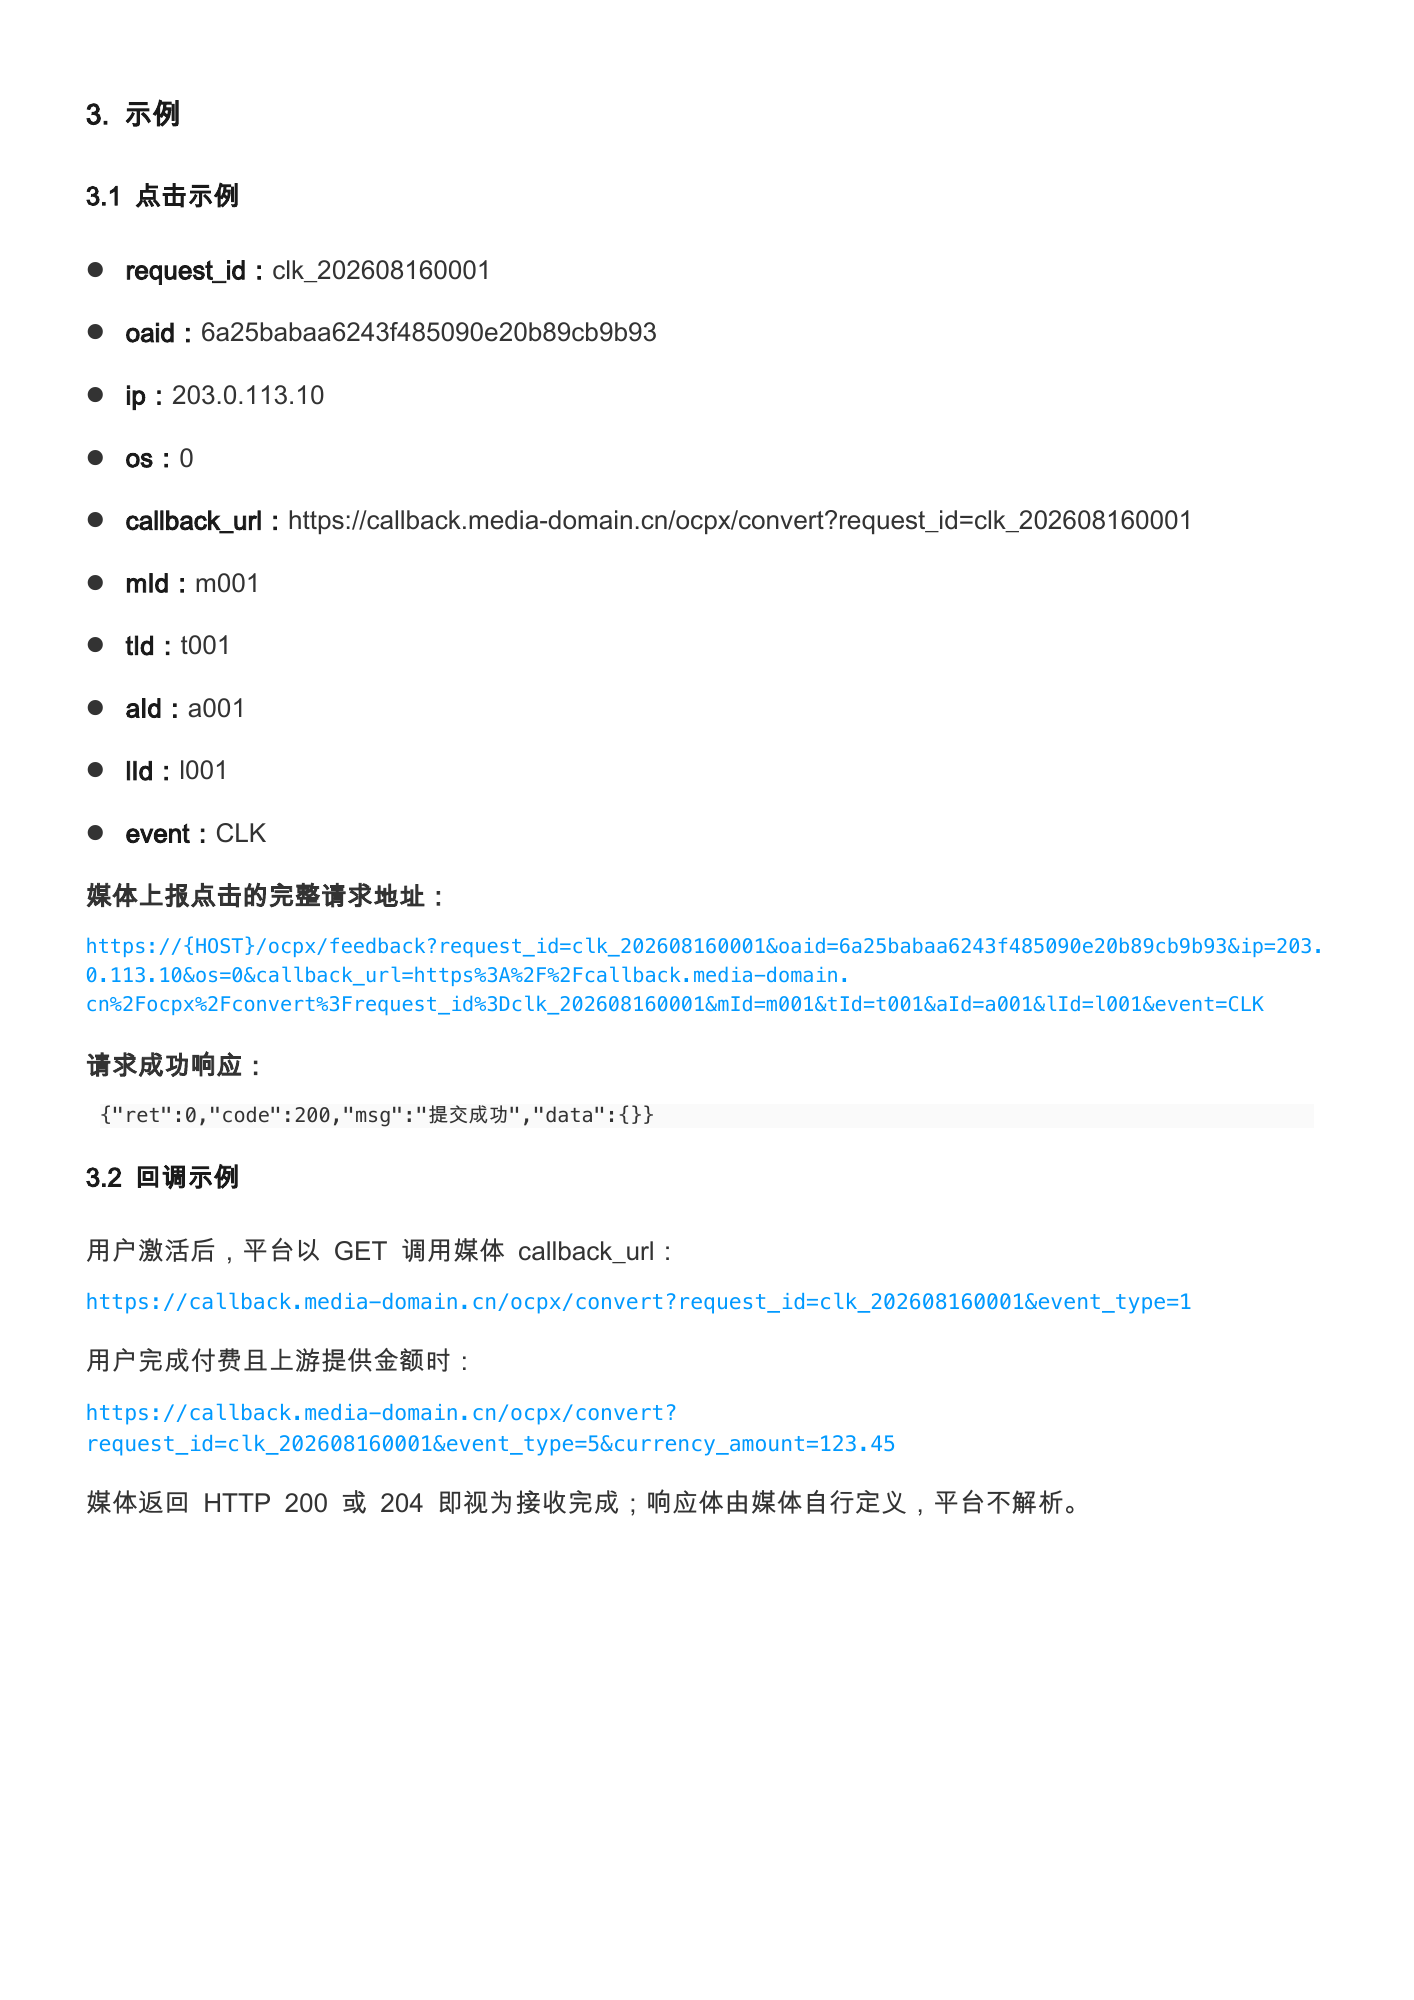 3. 示例
3.1 点击示例
● request_id：clk_202608160001
● oaid：6a25babaa6243f485090e20b89cb9b93
● ip：203.0.113.10
● os：0
● callback_url：https://callback.media-domain.cn/ocpx/convert?request_id=clk_202608160001
● mId：m001
● tId：t001
● aId：a001
● lId：l001
● event：CLK
媒体上报点击的完整请求地址：
https://{HOST}/ocpx/feedback?request_id=clk_202608160001&oaid=6a25babaa6243f485090e20b89cb9b93&ip=203.
0.113.10&os=0&callback_url=https%3A%2F%2Fcallback.media-domain.
cn%2Focpx%2Fconvert%3Frequest_id%3Dclk_202608160001&mId=m001&tId=t001&aId=a001&lId=l001&event=CLK
请求成功响应：
{"ret":0,"code":200,"msg":"提交成功","data":{}}
3.2 回调示例
用户激活后，平台以 GET 调用媒体 callback_url：
https://callback.media-domain.cn/ocpx/convert?request_id=clk_202608160001&event_type=1
用户完成付费且上游提供金额时：
https://callback.media-domain.cn/ocpx/convert?
request_id=clk_202608160001&event_type=5&currency_amount=123.45
媒体返回 HTTP 200 或 204 即视为接收完成；响应体由媒体自行定义，平台不解析。